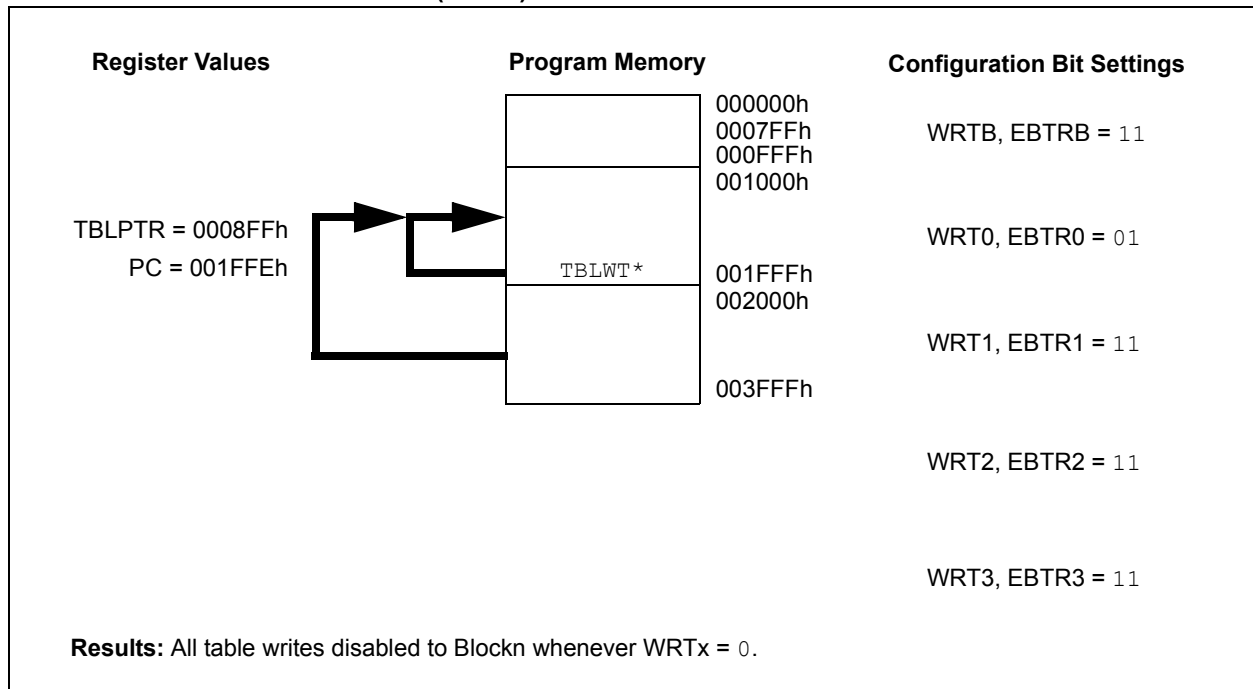 Register Values Program Memory Configuration Bit Settings
000000h
0007FFh
WRTB, EBTRB = 11
000FFFh
001000h
TBLPTR = 0008FFh
WRT0, EBTR0 = 01
PC = 001FFEh
TBLWT* 001FFFh
002000h
WRT1, EBTR1 = 11
003FFFh
WRT2, EBTR2 = 11
WRT3, EBTR3 = 11
Results: All table writes disabled to Blockn whenever WRTx = 0.